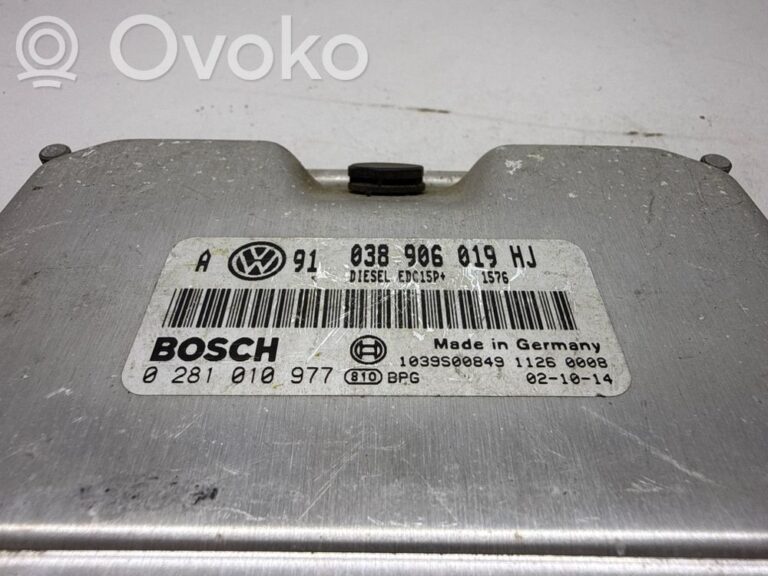 Ovoko
A VW 91 038 906 019 HJ
DIESEL EDC15P+ 1576
Made in Germany
BOSCH
1039S00849 1126 0008
0 281 010 977 810 BPG 02-10-14